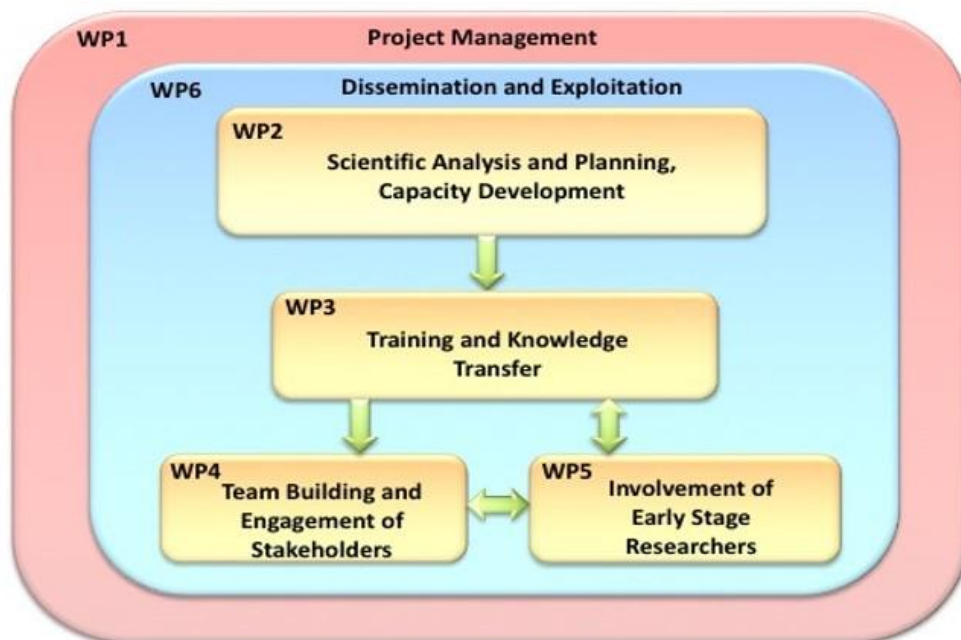 WP1
Project Management
WP6
Dissemination and Exploitation
WP2
Scientific Analysis and Planning,
Capacity Development
WP3
Training and Knowledge
Transfer
WP4
Team Building and
Engagement of
Stakeholders
WP5
Involvement of
Early Stage
Researchers